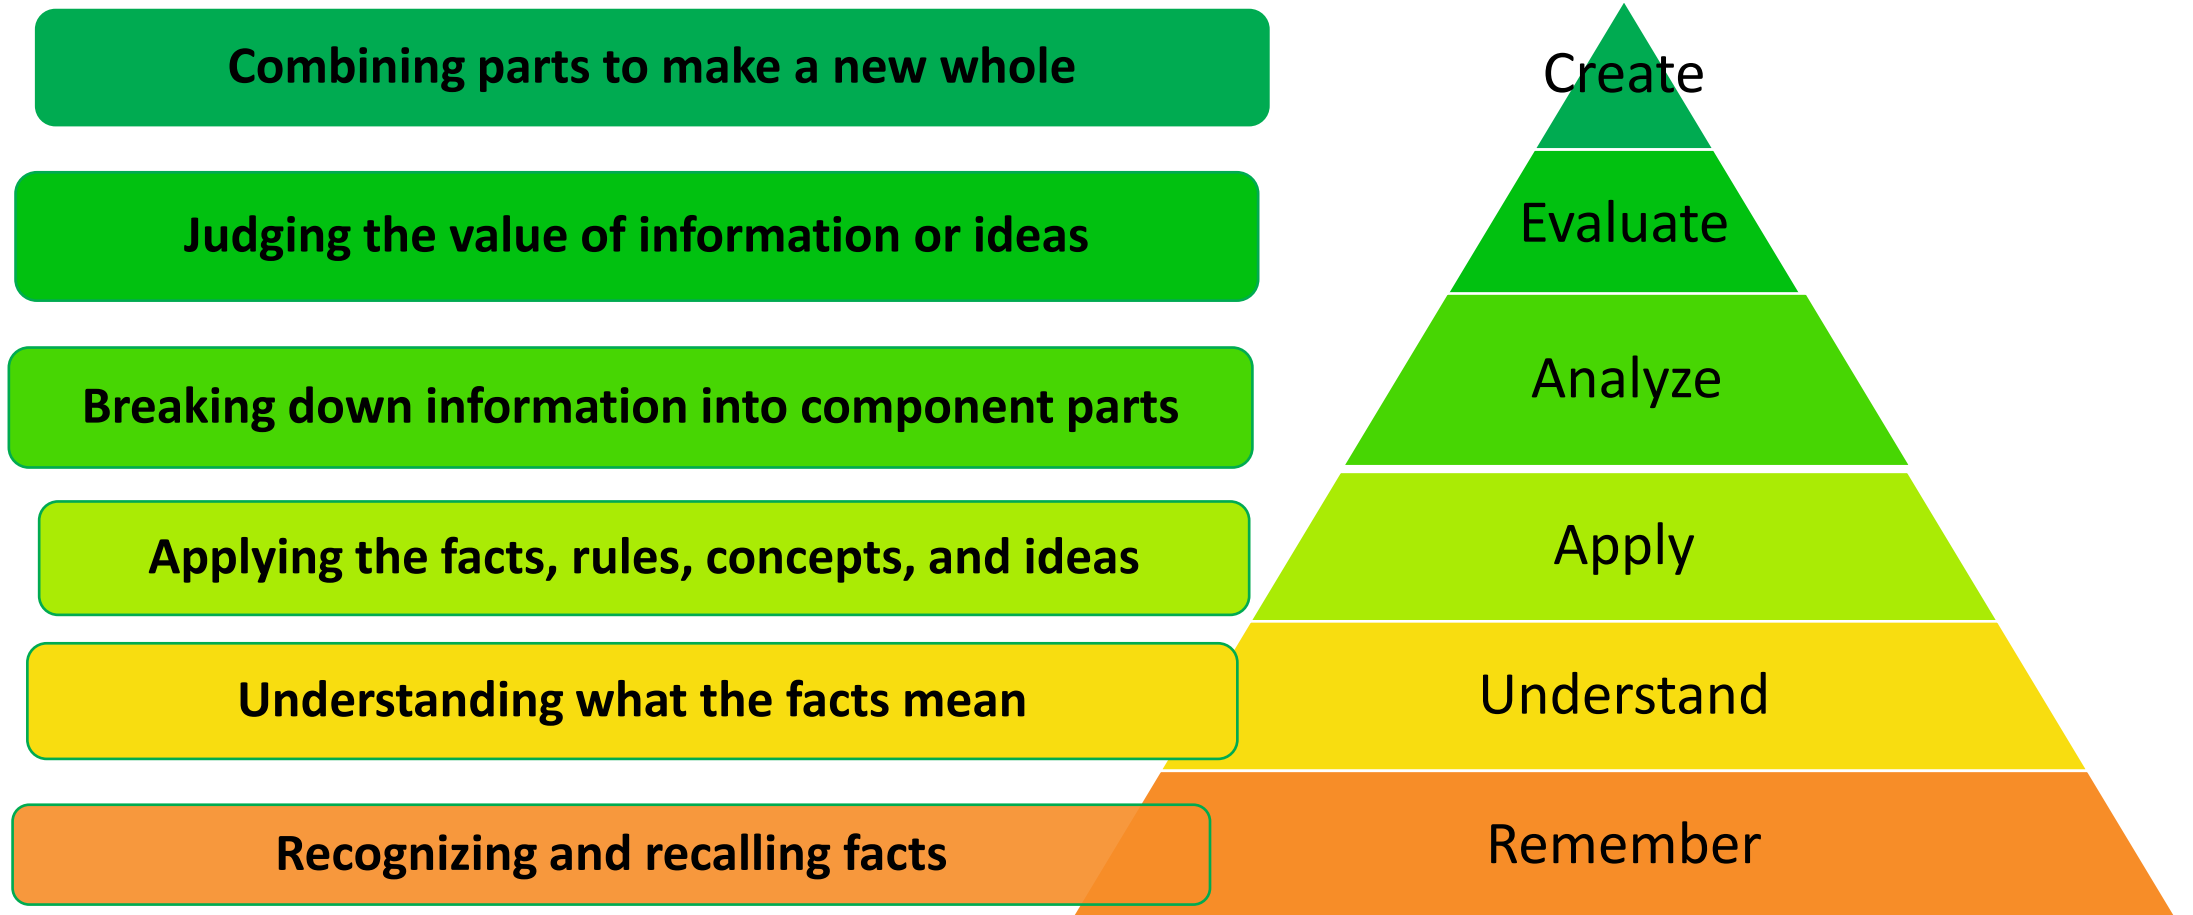 Combining parts to make a new whole
Create
Judging the value of information or ideas
Evaluate
Breaking down information into component parts
Analyze
Applying the facts, rules, concepts, and ideas
Apply
Understanding what the facts mean
Understand
Recognizing and recalling facts
Remember